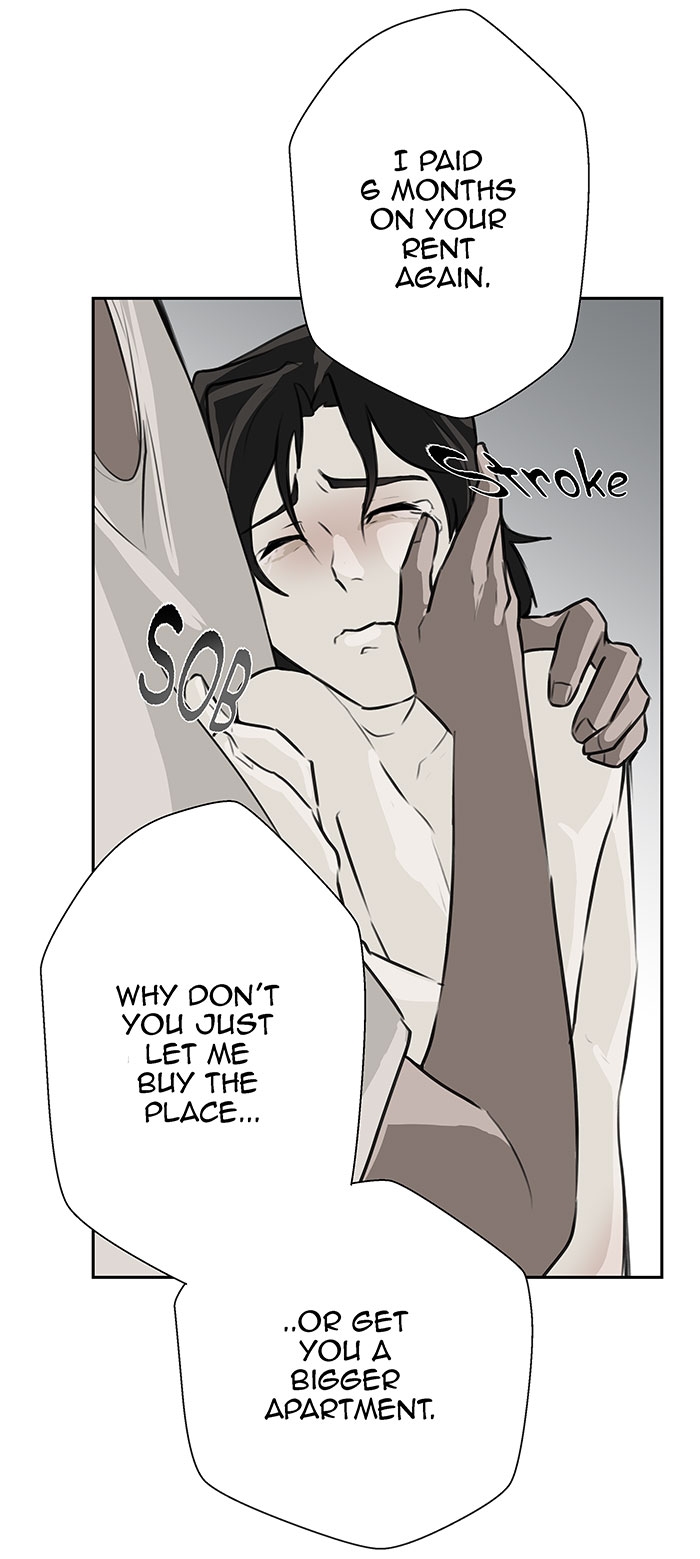 I PAID
6 MONTHS
ON YOUR
RENT
AGAIN.
Stroke
SOB
WHY DON'T
YOU JUST
LET ME
BUY THE
PLACE...
..OR GET
YOU A
BIGGER
APARTMENT.